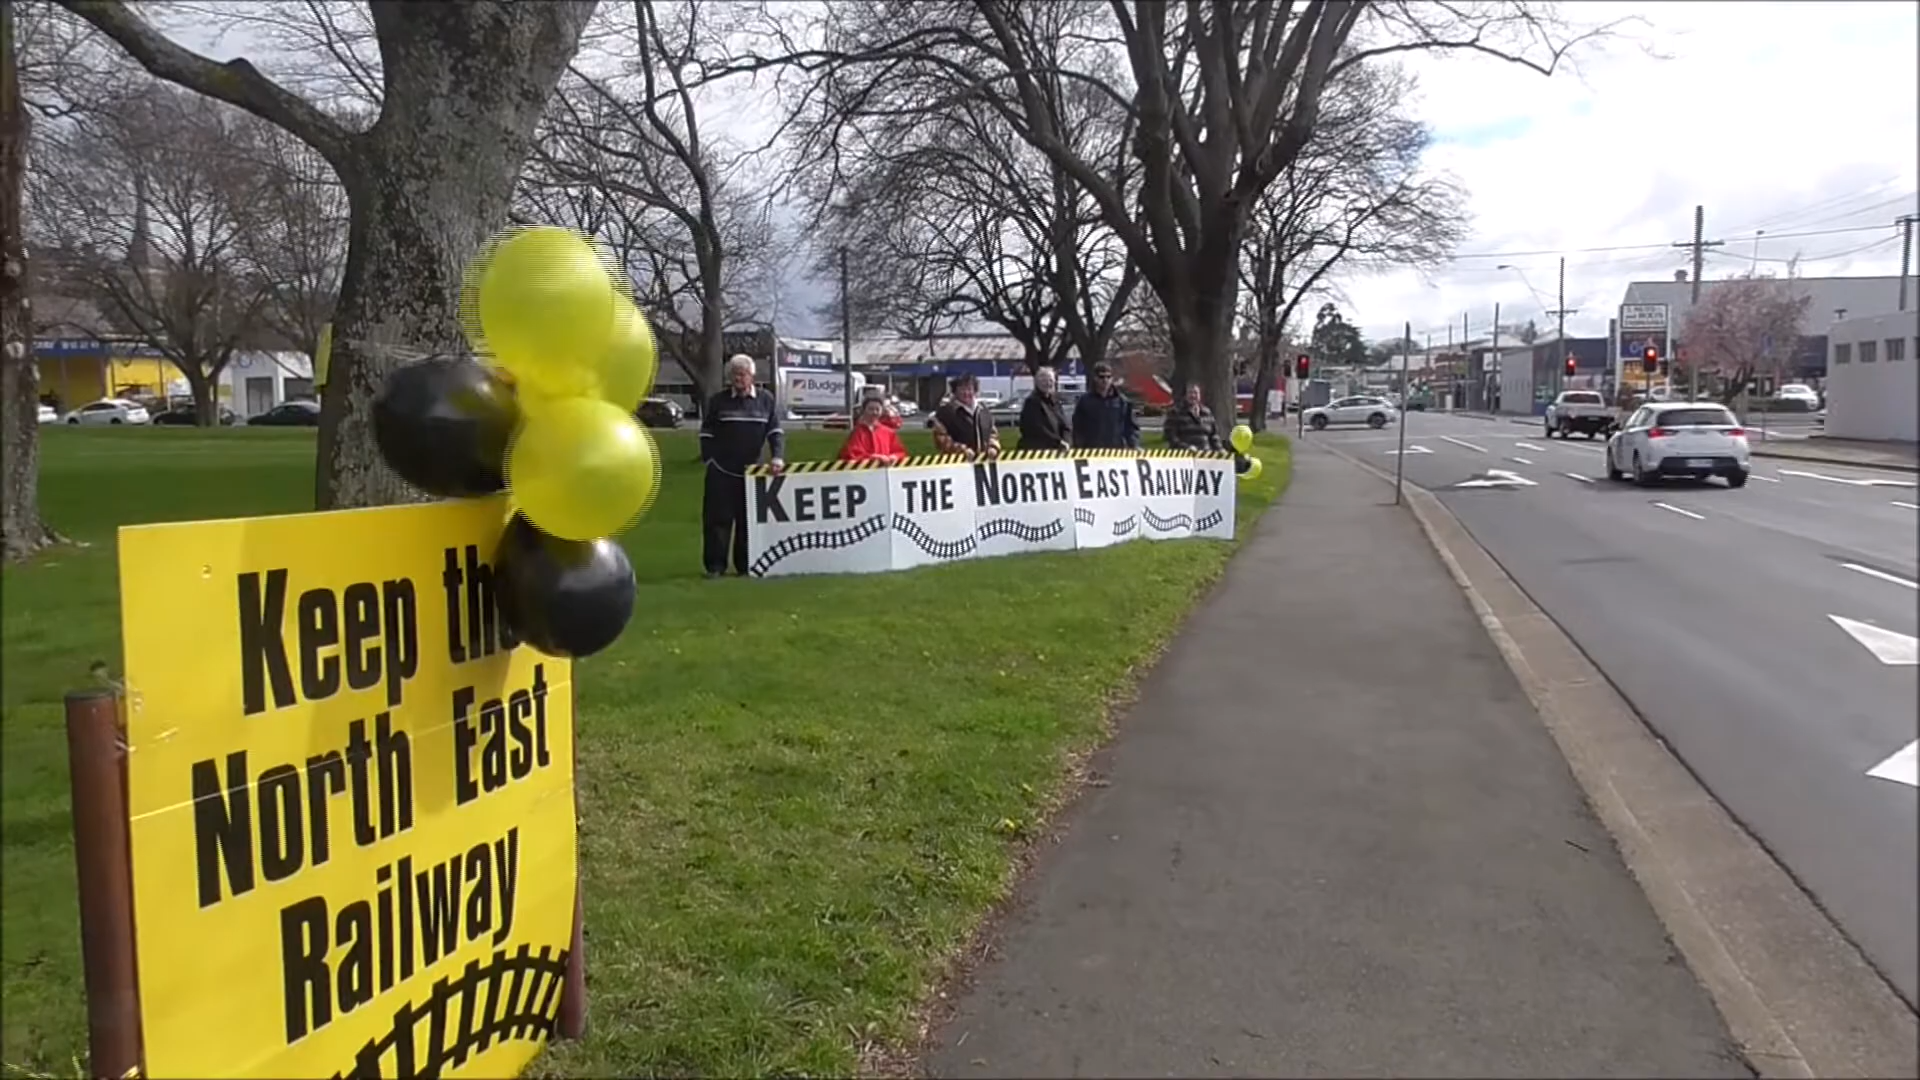 Keep the
North East
Railway
KEEP THE NORTH EAST RAILWAY
Budget